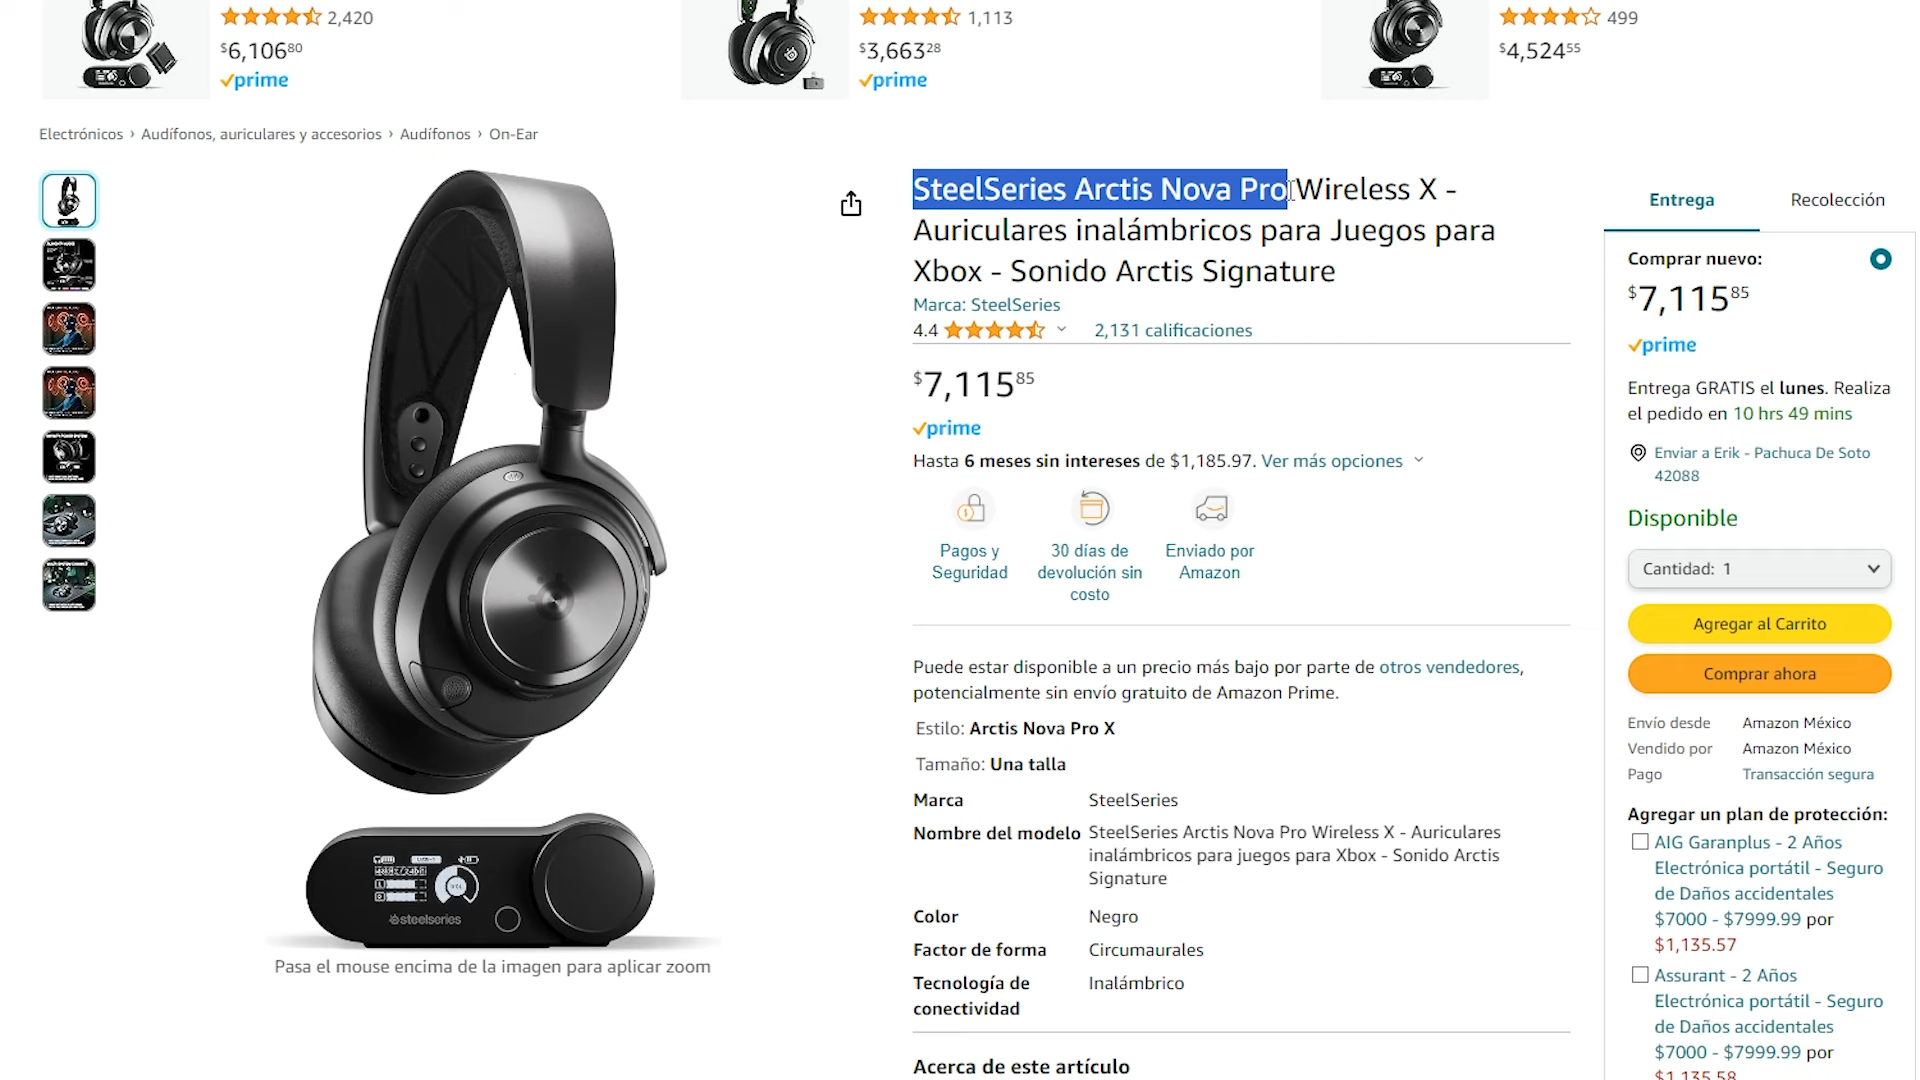 2,420
$6,10680
prime
1,113
$3,66328
prime
499
$4,52455
Electrónicos › Audífonos, auriculares y accesorios › Audífonos › On-Ear
SteelSeries Arctis Nova Pro Wireless X -
Auriculares inalámbricos para Juegos para
Xbox - Sonido Arctis Signature
Marca: SteelSeries
4.4
2,131 calificaciones
$7,11585
prime
Hasta 6 meses sin intereses de $1,185.97. Ver más opciones
Pagos y
Seguridad
30 días de
devolución sin
costo
Enviado por
Amazon
Puede estar disponible a un precio más bajo por parte de otros vendedores,
potencialmente sin envío gratuito de Amazon Prime.
Estilo: Arctis Nova Pro X
Tamaño: Una talla
Marca SteelSeries
Nombre del modelo SteelSeries Arctis Nova Pro Wireless X - Auriculares
inalámbricos para juegos para Xbox - Sonido Arctis
Signature
Color Negro
Factor de forma Circumaurales
Tecnología de Inalámbrico
conectividad
Acerca de este artículo
steelseries
Pasa el mouse encima de la imagen para aplicar zoom
Entrega
Recolección
Comprar nuevo:
$7,11585
prime
Entrega GRATIS el lunes. Realiza
el pedido en 10 hrs 49 mins
Enviar a Erik - Pachuca De Soto
42088
Disponible
Cantidad: 1
Agregar al Carrito
Comprar ahora
Envío desde Amazon México
Vendido por Amazon México
Pago Transacción segura
Agregar un plan de protección:
AIG Garanplus - 2 Años
Electrónica portátil - Seguro
de Daños accidentales
$7000 - $7999.99 por
$1,135.57
Assurant - 2 Años
Electrónica portátil - Seguro
de Daños accidentales
$7000 - $7999.99 por
$1,135.58